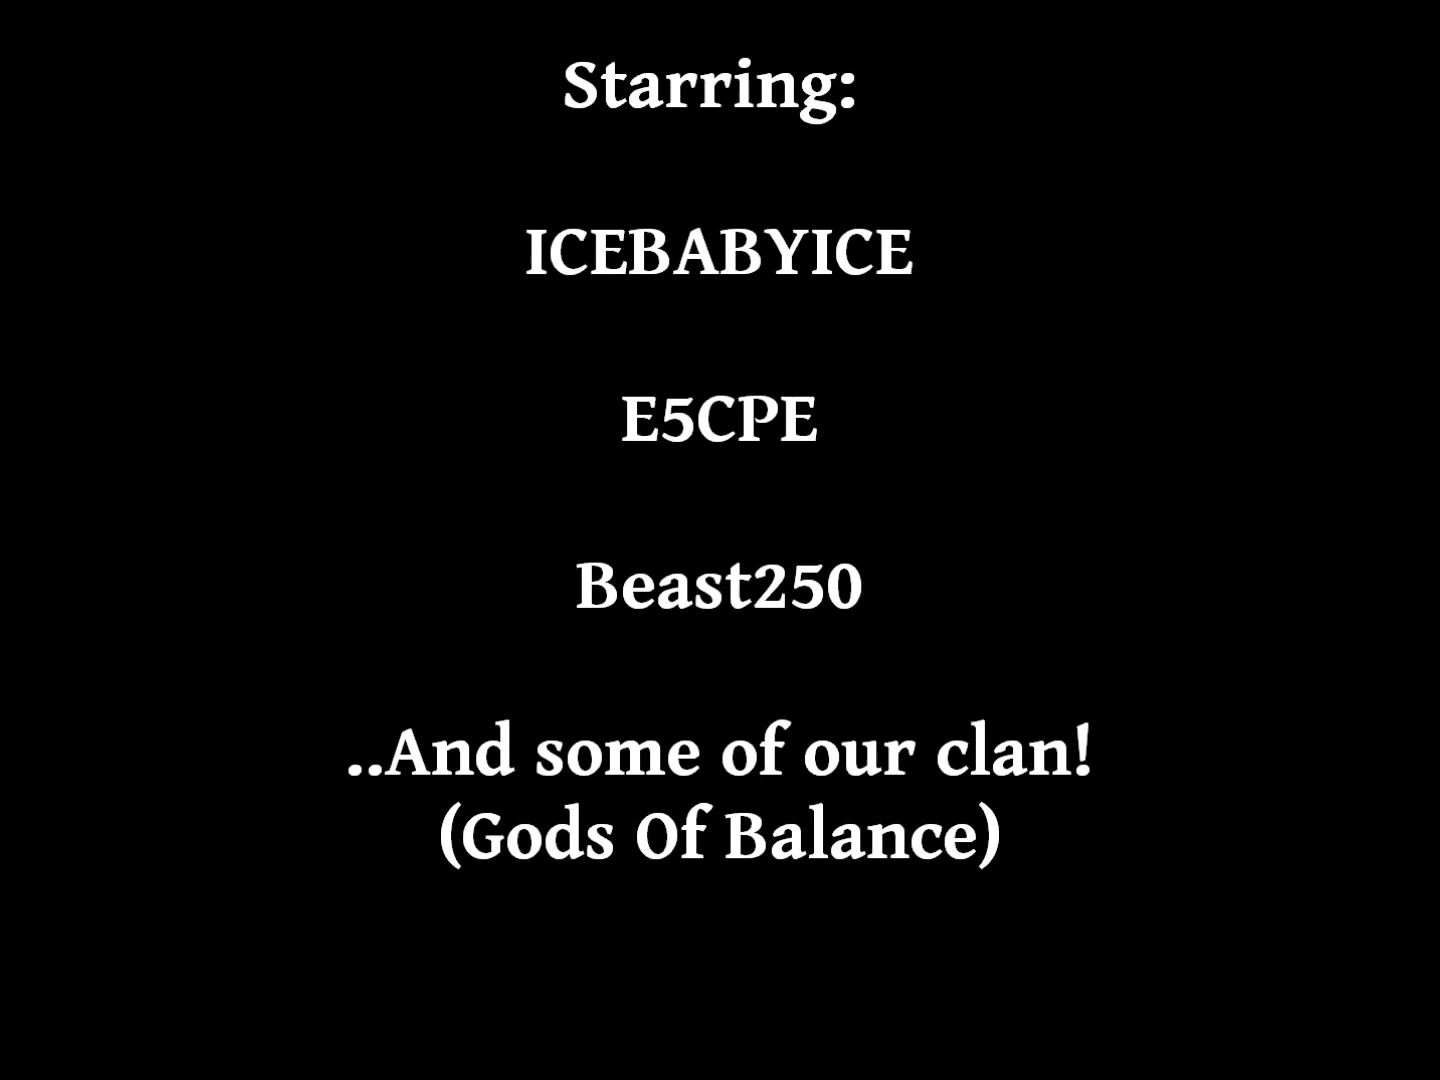 Starring:
ICEBABYICE
E5CPE
Beast250
..And some of our clan!
(Gods Of Balance)